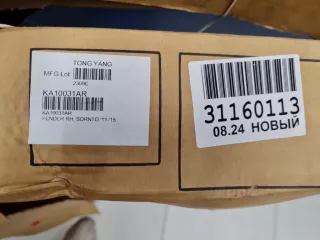 TONG YANG
MFG Lot
KA10031AR
KA10031AR
FENDER RH, SORNTO '11-'15
31160113
08.24 НОВЫЙ